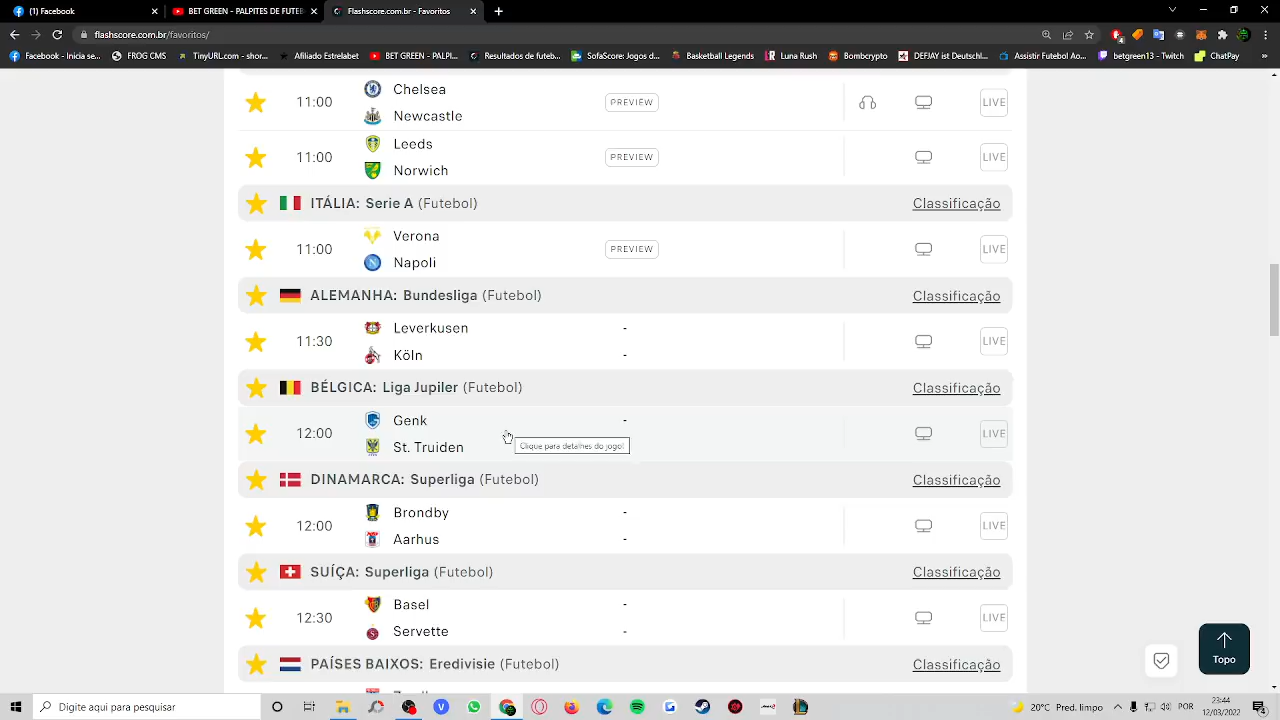 (1) Facebook
BET GREEN - PALPITES DE FUTEB
Flashscore.com.br - Favoritos
flashscore.com.br/favoritos/
Facebook - Inicia se...
FROG CMS
TinyURL.com - shor...
Afiliado Estrelabet
BET GREEN - PALPI...
Resultados de futeb...
SofaScore: Jogos d...
Basketball Legends
Luna Rush
Bombcrypto
DEEJAY ist Deutschl...
Assistir Futebol Ao...
betgreen13 - Twitch
ChatPay
11:00
Chelsea
PREVIEW
LIVE
Newcastle
Leeds
11:00
PREVIEW
LIVE
Norwich
ITÁLIA: Serie A (Futebol)
Classificação
Verona
11:00
PREVIEW
LIVE
Napoli
ALEMANHA: Bundesliga (Futebol)
Classificação
Leverkusen -
11:30
LIVE
Köln -
BÉLGICA: Liga Jupiler (Futebol)
Classificação
Genk -
12:00
LIVE
St. Truiden
Clique para detalhes do jogo!
DINAMARCA: Superliga (Futebol)
Classificação
Brondby -
12:00
LIVE
Aarhus -
SUÍÇA: Superliga (Futebol)
Classificação
Basel -
12:30
LIVE
Servette -
PAÍSES BAIXOS: Eredivisie (Futebol)
Classificação
Topo
Digite aqui para pesquisar
20°C Pred. limpo
POR
23:44
12/03/2022